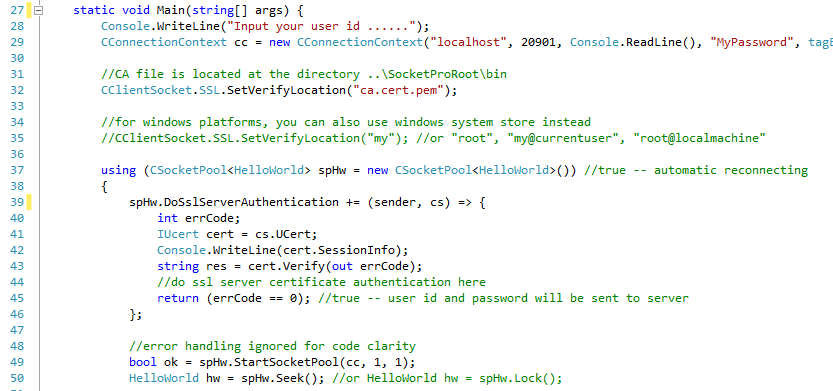 27 static void Main(string[] args) {
28 Console.WriteLine("Input your user id ......");
29 CConnectionContext cc = new CConnectionContext("localhost", 20901, Console.ReadLine(), "MyPassword",
30
31 //CA file is located at the directory ..\SocketProRoot\bin
32 CClientSocket.SSL.SetVerifyLocation("ca.cert.pem");
33
34 //for windows platforms, you can also use windows system store instead
35 //CClientSocket.SSL.SetVerifyLocation("my"); //or "root", "my@currentuser", "root@localmachine"
36
37 using (CSocketPool<HelloWorld> spHw = new CSocketPool<HelloWorld>()) //true -- automatic reconnecting
38 {
39 spHw.DoSslServerAuthentication += (sender, cs) => {
40 int errCode;
41 IUcert cert = cs.UCert;
42 Console.WriteLine(cert.SessionInfo);
43 string res = cert.Verify(out errCode);
44 //do ssl server certificate authentication here
45 return (errCode == 0); //true -- user id and password will be sent to server
46 };
47
48 //error handling ignored for code clarity
49 bool ok = spHw.StartSocketPool(cc, 1, 1);
50 HelloWorld hw = spHw.Seek(); //or HelloWorld hw = spHw.Lock();